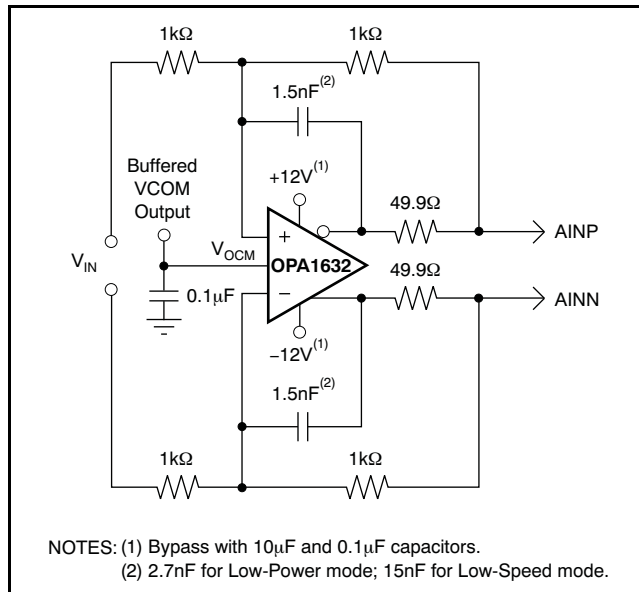 1kΩ
1kΩ
1.5nF(2)
Buffered
VCOM
Output
+12V(1)
49.9Ω
AINP
VOCM
+
VIN
OPA1632
49.9Ω
0.1µF
−
AINN
−12V(1)
1.5nF(2)
1kΩ
1kΩ
NOTES: (1) Bypass with 10µF and 0.1µF capacitors.
(2) 2.7nF for Low-Power mode; 15nF for Low-Speed mode.